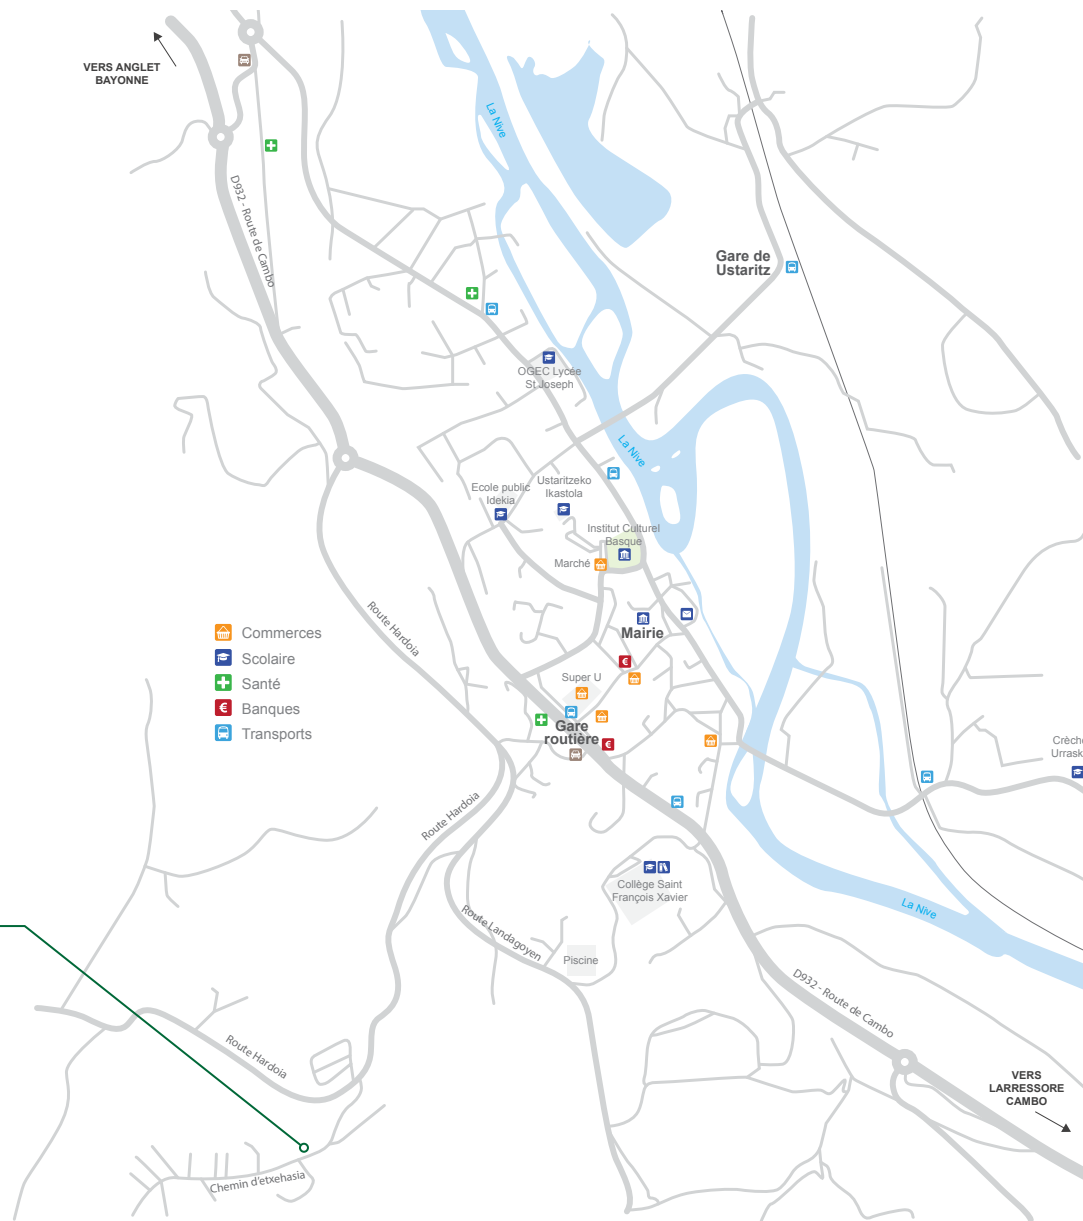 VERS ANGLET
BAYONNE
La Nive
D932 - Route de Cambo
Gare de
Ustaritz
OGEC Lycée
St Joseph
La Nive
Ecole public
Idekia
Ustaritzeko
Ikastola
Institut Culturel
Basque
Marché
Route Hardoia
Mairie
Commerces
Scolaire
Santé
Banques
Transports
Super U
Gare
routière
Crèche
Route Hardoia
Collège Saint
François Xavier
La Nive
Route Landagoyen
Piscine
D932 - Route de Cambo
Route Hardoia
VERS
LARRESSORE
CAMBO
Chemin d'etxehasia